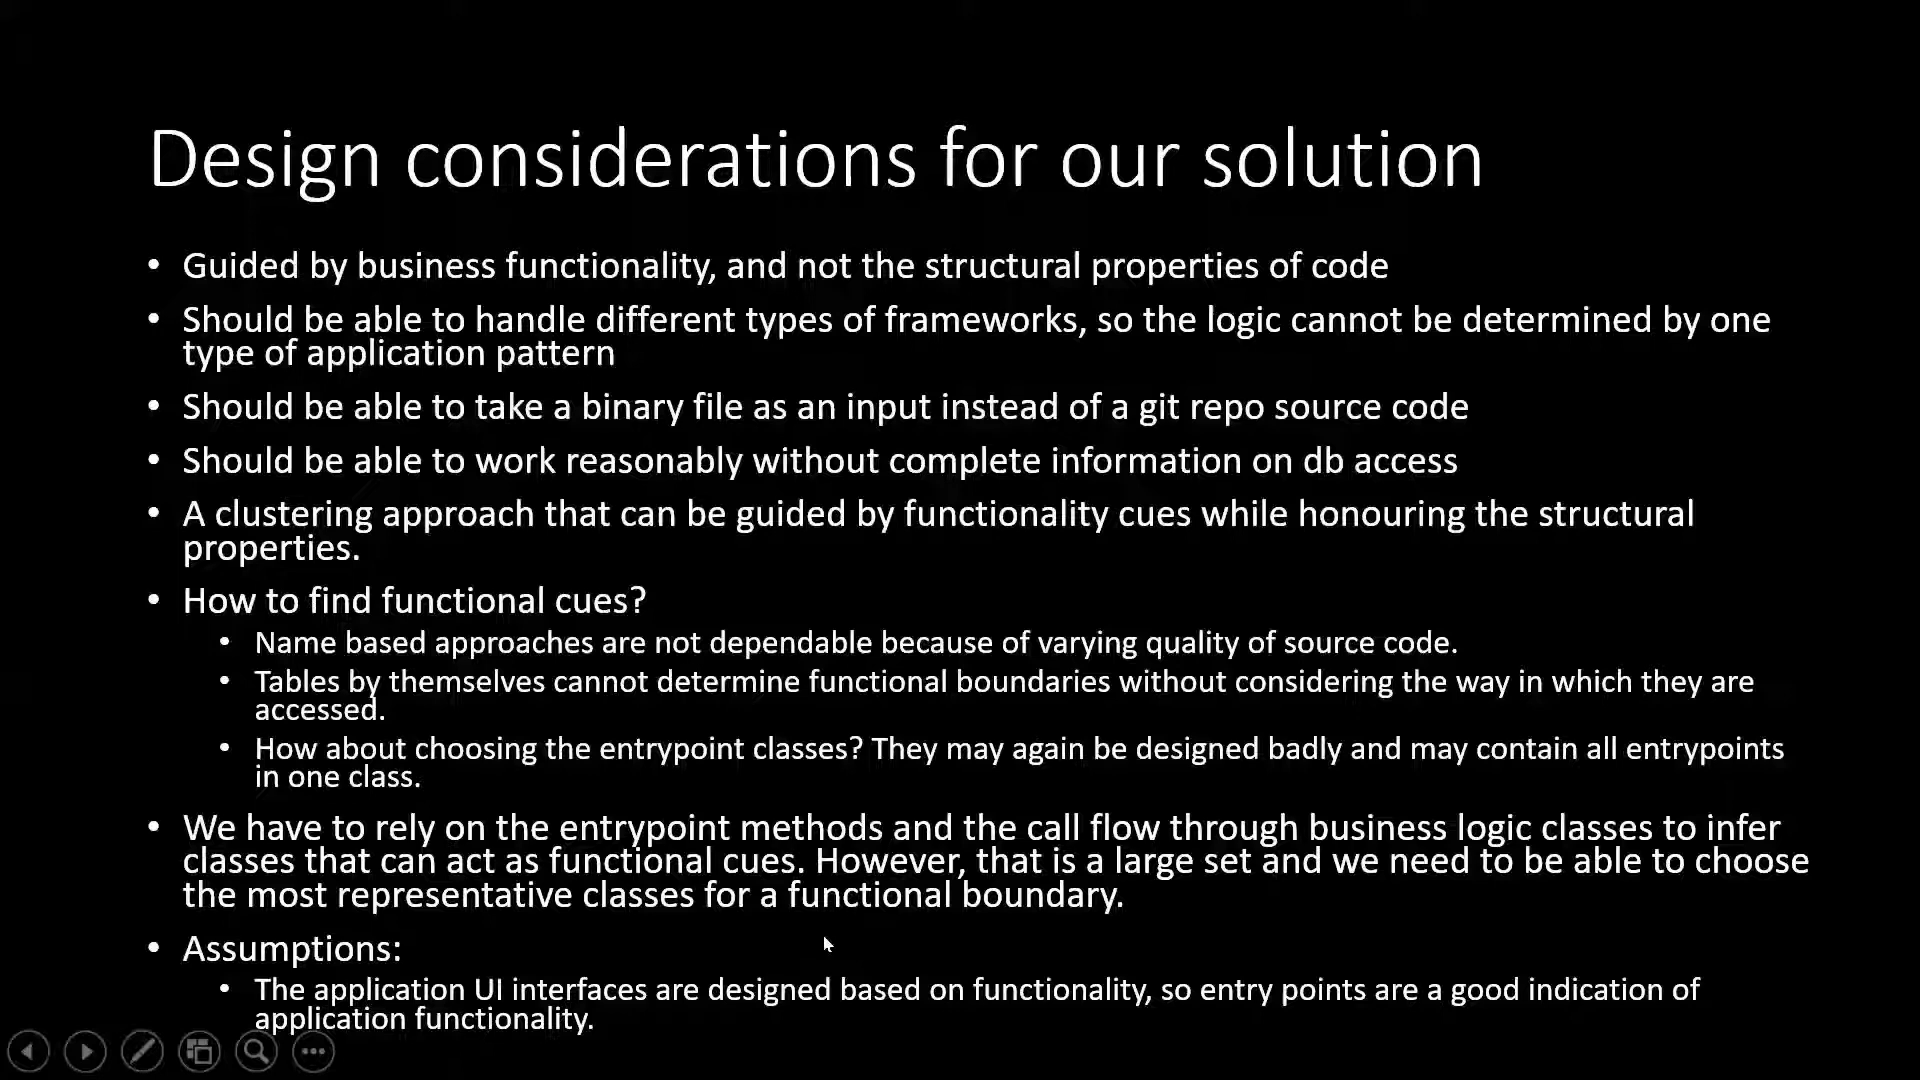 Design considerations for our solution
• Guided by business functionality, and not the structural properties of code
• Should be able to handle different types of frameworks, so the logic cannot be determined by one
type of application pattern
• Should be able to take a binary file as an input instead of a git repo source code
• Should be able to work reasonably without complete information on db access
• A clustering approach that can be guided by functionality cues while honouring the structural
properties.
• How to find functional cues?
• Name based approaches are not dependable because of varying quality of source code.
• Tables by themselves cannot determine functional boundaries without considering the way in which they are
accessed.
• How about choosing the entrypoint classes? They may again be designed badly and may contain all entrypoints
in one class.
• We have to rely on the entrypoint methods and the call flow through business logic classes to infer
classes that can act as functional cues. However, that is a large set and we need to be able to choose
the most representative classes for a functional boundary.
• Assumptions:
• The application UI interfaces are designed based on functionality, so entry points are a good indication of
application functionality.